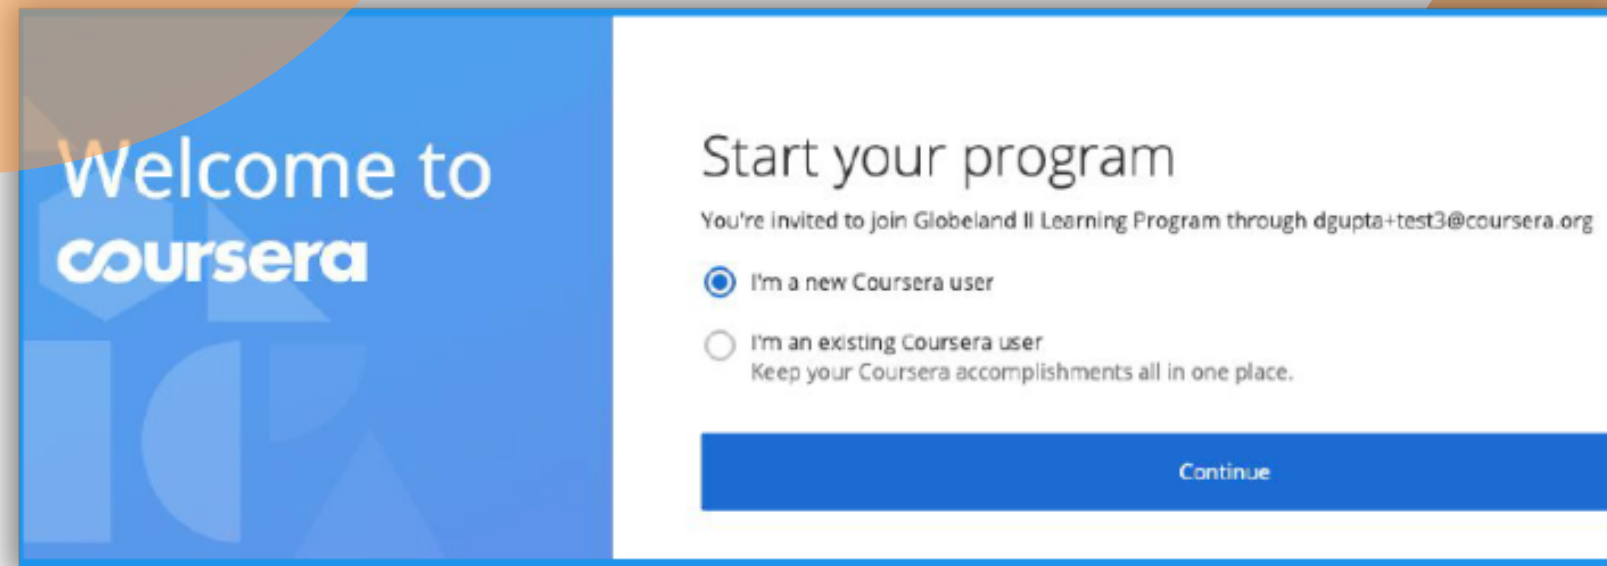 Welcome to
coursera
Start your program
You're invited to join Globeland II Learning Program through dgupta+test3@coursera.org
I'm a new Coursera user
I'm an existing Coursera user
Keep your Coursera accomplishments all in one place.
Continue